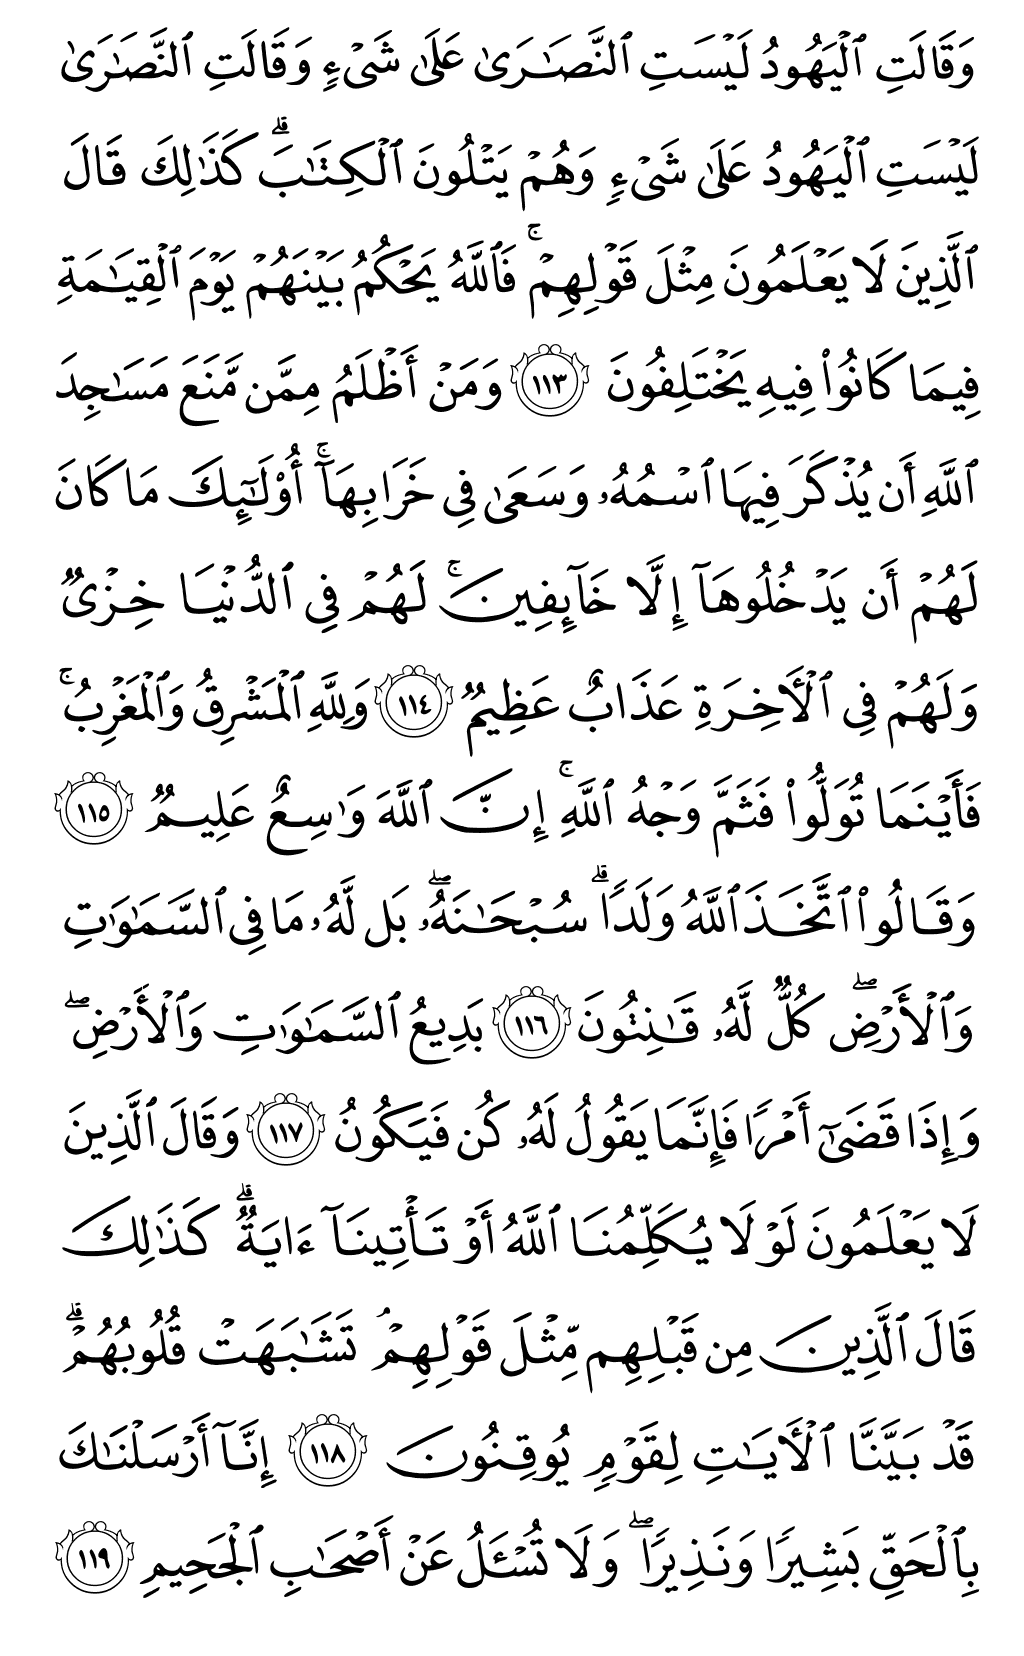 وَقَالَتِ ٱلْيَهُودُ لَيْسَتِ ٱلنَّصَـٰرَىٰ عَلَىٰ شَىْءٍ وَقَالَتِ ٱلنَّصَـٰرَىٰ
لَيْسَتِ ٱلْيَهُودُ عَلَىٰ شَىْءٍ وَهُمْ يَتْلُونَ ٱلْكِتَـٰبَ ۗ كَذَٰلِكَ قَالَ
ٱلَّذِينَ لَا يَعْلَمُونَ مِثْلَ قَوْلِهِمْ ۚ فَٱللَّهُ يَحْكُمُ بَيْنَهُمْ يَوْمَ ٱلْقِيَـٰمَةِ
فِيمَا كَانُوا۟ فِيهِ يَخْتَلِفُونَ ١١٣ وَمَنْ أَظْلَمُ مِمَّن مَّنَعَ مَسَـٰجِدَ
ٱللَّهِ أَن يُذْكَرَ فِيهَا ٱسْمُهُۥ وَسَعَىٰ فِى خَرَابِهَآ ۚ أُو۟لَـٰٓئِكَ مَا كَانَ
لَهُمْ أَن يَدْخُلُوهَآ إِلَّا خَآئِفِينَ ۚ لَهُمْ فِى ٱلدُّنْيَا خِزْىٌ
وَلَهُمْ فِى ٱلْـَٔاخِرَةِ عَذَابٌ عَظِيمٌ ١١٤ وَلِلَّهِ ٱلْمَشْرِقُ وَٱلْمَغْرِبُ ۚ
فَأَيْنَمَا تُوَلُّوا۟ فَثَمَّ وَجْهُ ٱللَّهِ ۚ إِنَّ ٱللَّهَ وَٰسِعٌ عَلِيمٌ ١١٥
وَقَالُوا۟ ٱتَّخَذَ ٱللَّهُ وَلَدًا ۗ سُبْحَـٰنَهُۥ ۖ بَل لَّهُۥ مَا فِى ٱلسَّمَـٰوَٰتِ
وَٱلْأَرْضِ ۖ كُلٌّ لَّهُۥ قَـٰنِتُونَ ١١٦ بَدِيعُ ٱلسَّمَـٰوَٰتِ وَٱلْأَرْضِ ۖ
وَإِذَا قَضَىٰٓ أَمْرًا فَإِنَّمَا يَقُولُ لَهُۥ كُن فَيَكُونُ ١١٧ وَقَالَ ٱلَّذِينَ
لَا يَعْلَمُونَ لَوْلَا يُكَلِّمُنَا ٱللَّهُ أَوْ تَأْتِينَآ ءَايَةٌ ۗ كَذَٰلِكَ
قَالَ ٱلَّذِينَ مِن قَبْلِهِم مِّثْلَ قَوْلِهِمْ ۘ تَشَـٰبَهَتْ قُلُوبُهُمْ ۗ
قَدْ بَيَّنَّا ٱلْـَٔايَـٰتِ لِقَوْمٍ يُوقِنُونَ ١١٨ إِنَّآ أَرْسَلْنَـٰكَ
بِٱلْحَقِّ بَشِيرًا وَنَذِيرًا ۖ وَلَا تُسْـَٔلُ عَنْ أَصْحَـٰبِ ٱلْجَحِيمِ ١١٩